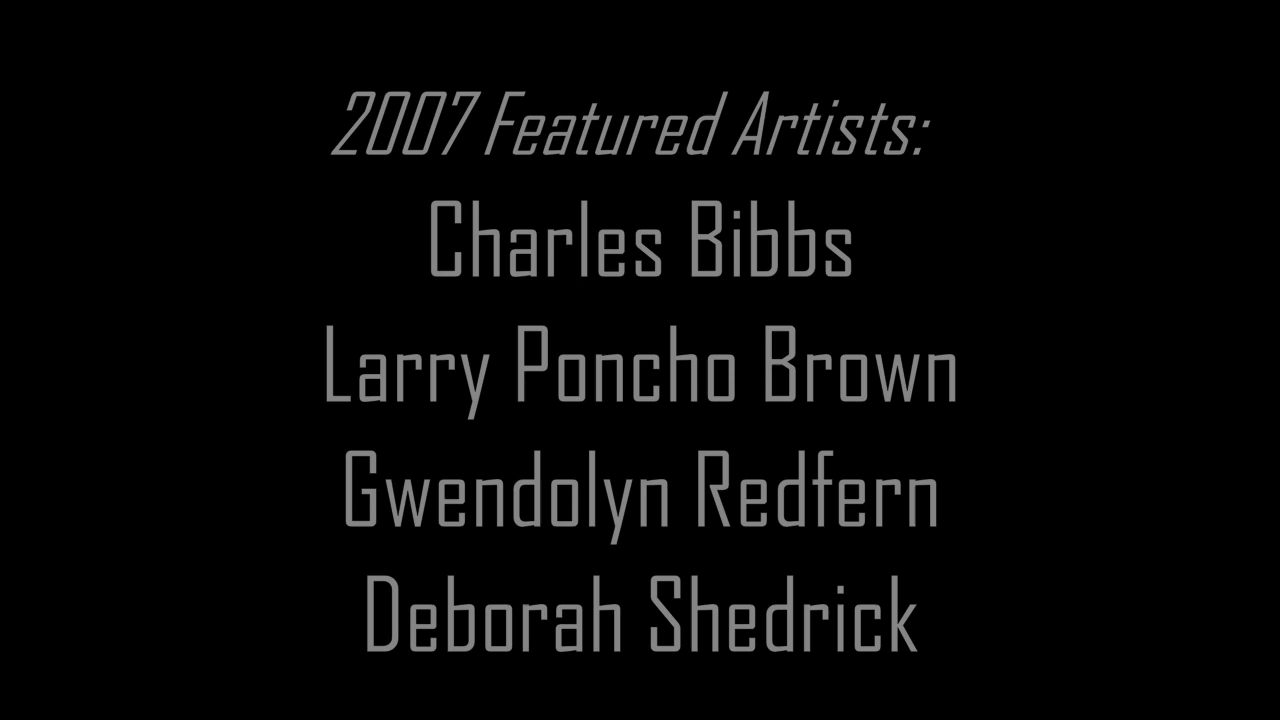 2007 Featured Artists:
Charles Bibbs
Larry Poncho Brown
Gwendolyn Redfern
Deborah Shedrick